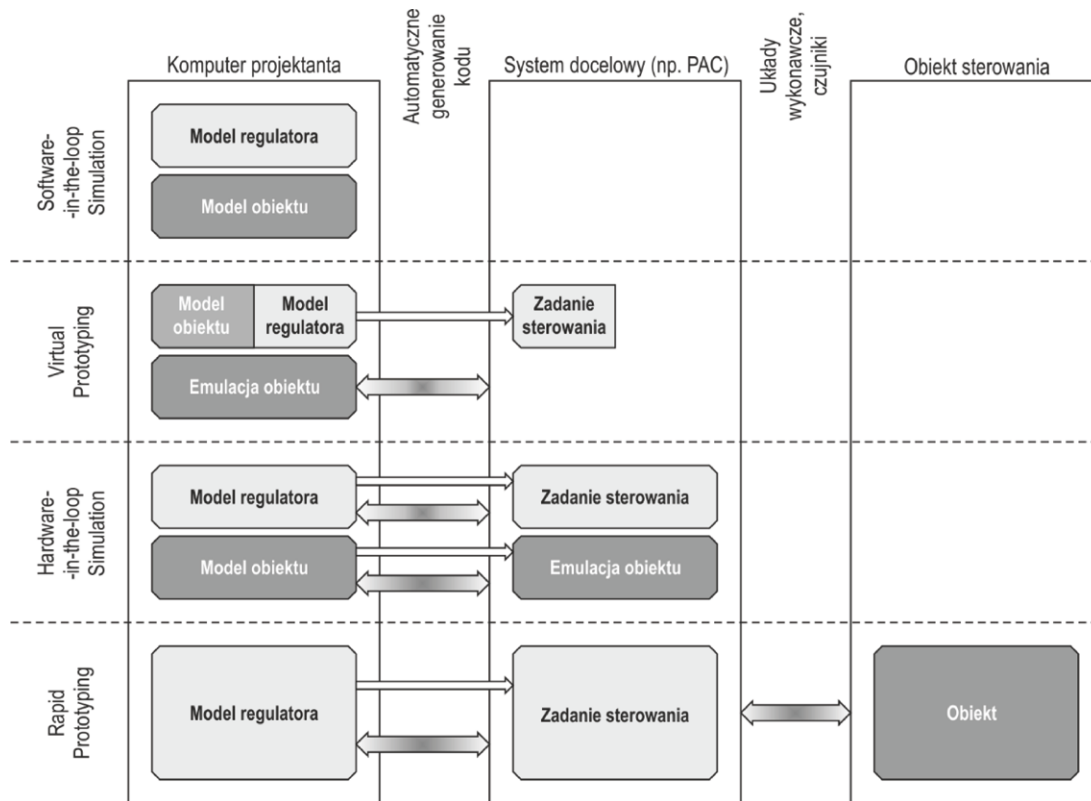 Komputer projektanta
Automatyczne
generowanie
kodu
System docelowy (np. PAC)
Układy
wykonawcze,
czujniki
Obiekt sterowania
Software-
-in-the-loop
Simulation
Model regulatora
Model obiektu
Virtual
Prototyping
Model
obiektu
Model
regulatora
Zadanie
sterowania
Emulacja obiektu
Hardware-
-in-the-loop
Simulation
Model regulatora
Zadanie sterowania
Model obiektu
Emulacja obiektu
Rapid
Prototyping
Model regulatora
Zadanie sterowania
Obiekt